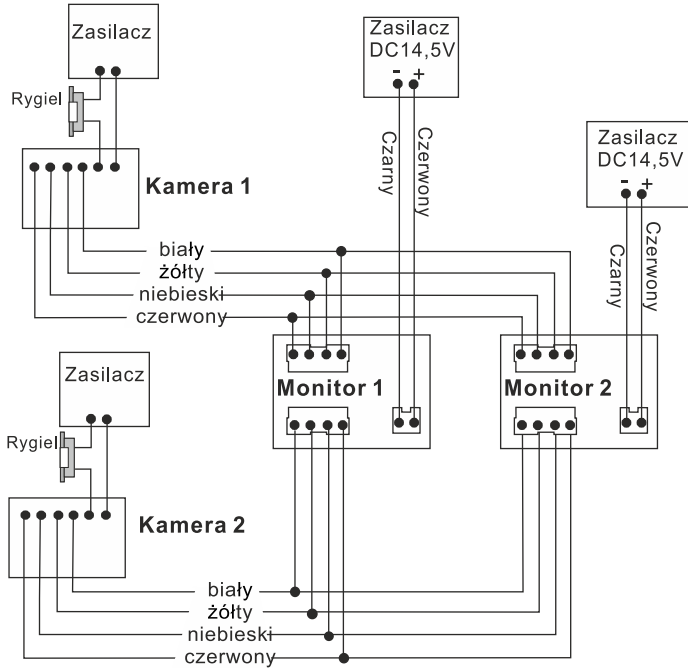 Zasilacz
Rygiel
Kamera 1
Zasilacz
DC14,5V
- +
Czarny
Czerwony
Zasilacz
DC14,5V
- +
Czarny
Czerwony
biały
żółty
niebieski
czerwony
Monitor 1
Monitor 2
Zasilacz
Rygiel
Kamera 2
biały
żółty
niebieski
czerwony